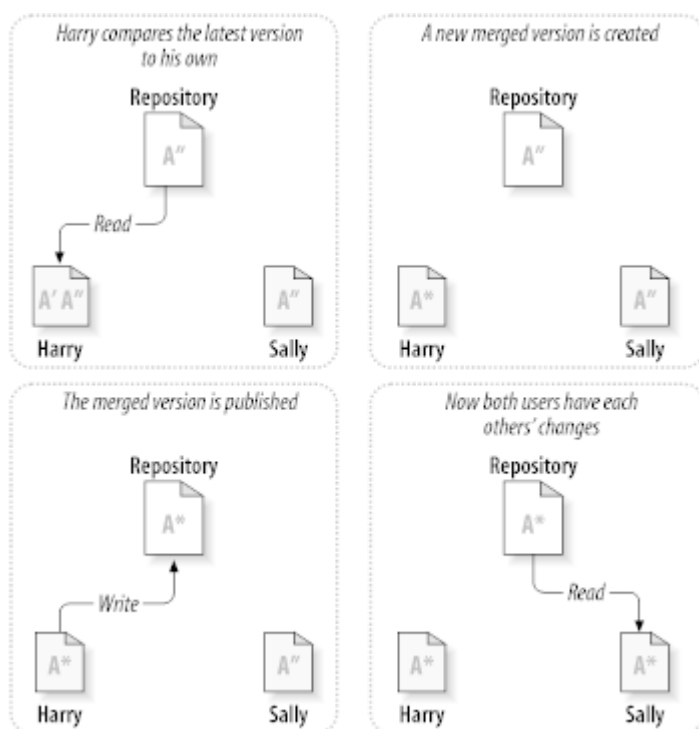 Harry compares the latest version
to his own
Repository
A″
Read
A′ A″
A″
Harry
Sally
A new merged version is created
Repository
A″
A*
A″
Harry
Sally
The merged version is published
Repository
A*
Write
A*
A″
Harry
Sally
Now both users have each
others’ changes
Repository
A*
Read
A*
A*
Harry
Sally